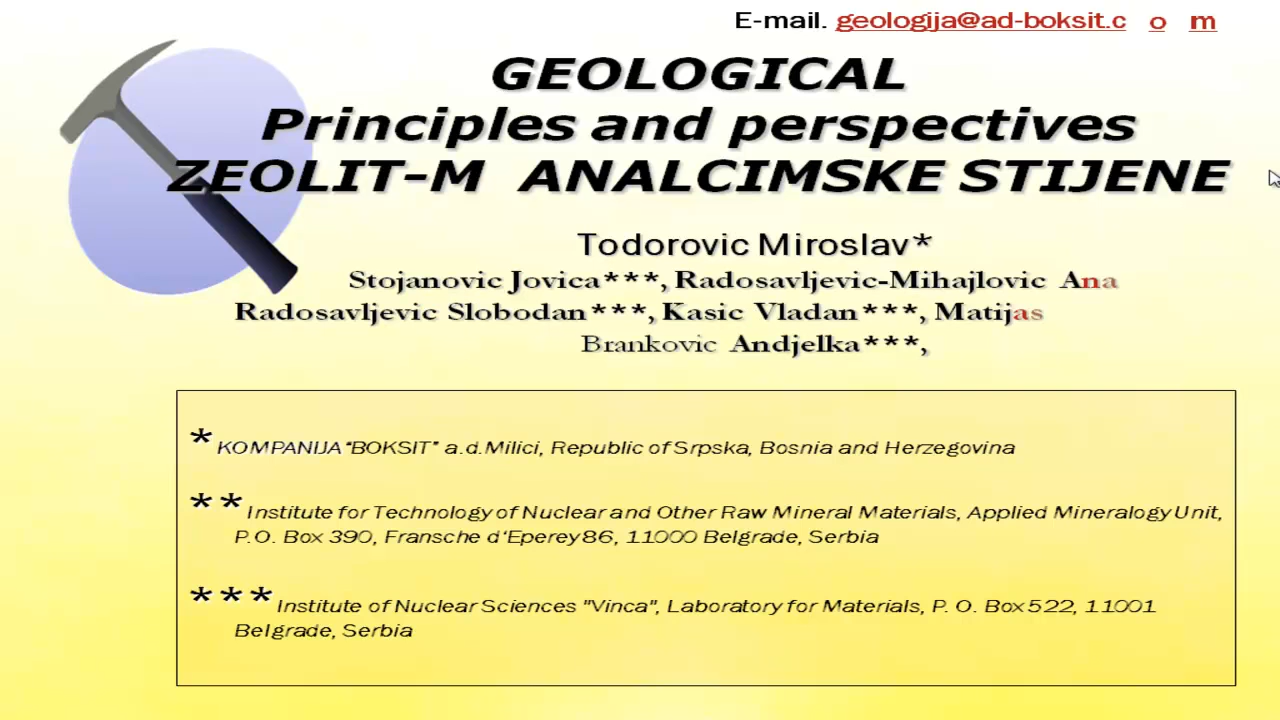 E-mail. geologija@ad-boksit.c o m
GEOLOGICAL
Principles and perspectives
ZEOLIT-M ANALCIMSKE STIJENE
Todorovic Miroslav*
Stojanovic Jovica***, Radosavljevic-Mihajlovic Ana
Radosavljevic Slobodan***, Kasic Vladan***, Matijas
Brankovic Andjelka***,
*KOMPANIJA“BOKSIT” a.d.Milici, Republic of Srpska, Bosnia and Herzegovina
**Institute for Technology of Nuclear and Other Raw Mineral Materials, Applied Mineralogy Unit,
P.O. Box 390, Fransche d‘Eperey 86, 11000 Belgrade, Serbia
***Institute of Nuclear Sciences "Vinca", Laboratory for Materials, P. O. Box 522, 11001
Belgrade, Serbia